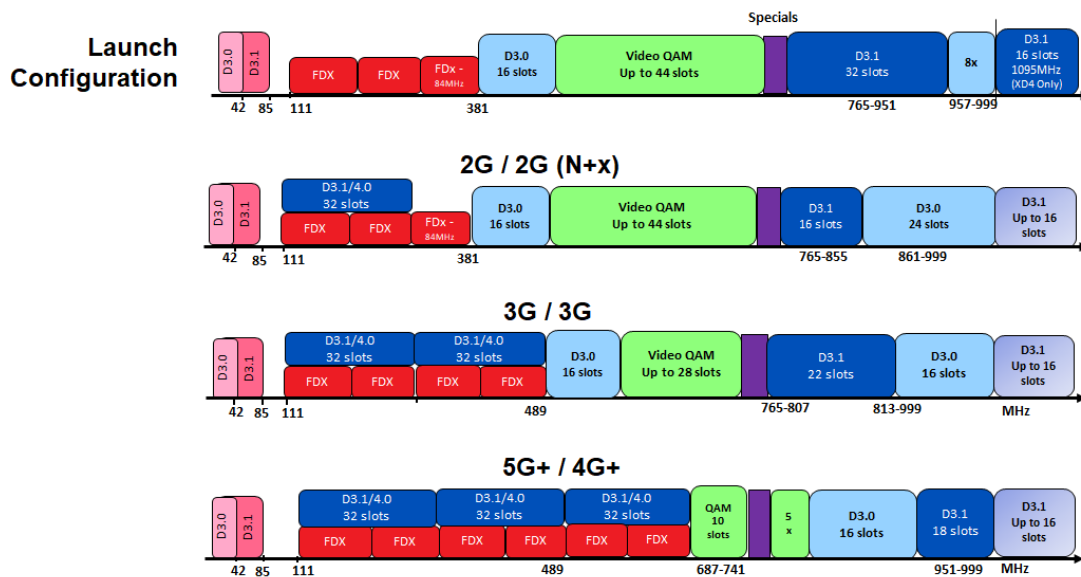 Specials
Launch
Configuration
D3.0
D3.1
FDX
FDX
FDx -
84MHz
D3.0
16 slots
Video QAM
Up to 44 slots
D3.1
32 slots
8x
D3.1
16 slots
1095MHz
(XD4 Only)
42
85
111
381
765-951
957-999
2G / 2G (N+x)
D3.0
D3.1
D3.1/4.0
32 slots
FDX
FDX
FDx -
84MHz
D3.0
16 slots
Video QAM
Up to 44 slots
D3.1
16 slots
D3.0
24 slots
D3.1
Up to 16
slots
42
85
111
381
765-855
861-999
3G / 3G
D3.0
D3.1
D3.1/4.0
32 slots
D3.1/4.0
32 slots
FDX
FDX
FDX
FDX
D3.0
16 slots
Video QAM
Up to 28 slots
D3.1
22 slots
D3.0
16 slots
D3.1
Up to 16
slots
42
85
111
489
765-807
813-999
MHz
5G+ / 4G+
D3.0
D3.1
D3.1/4.0
32 slots
D3.1/4.0
32 slots
D3.1/4.0
32 slots
FDX
FDX
FDX
FDX
FDX
FDX
QAM
10
slots
5
x
D3.0
16 slots
D3.1
18 slots
D3.1
Up to 16
slots
42
85
111
489
687-741
951-999
MHz